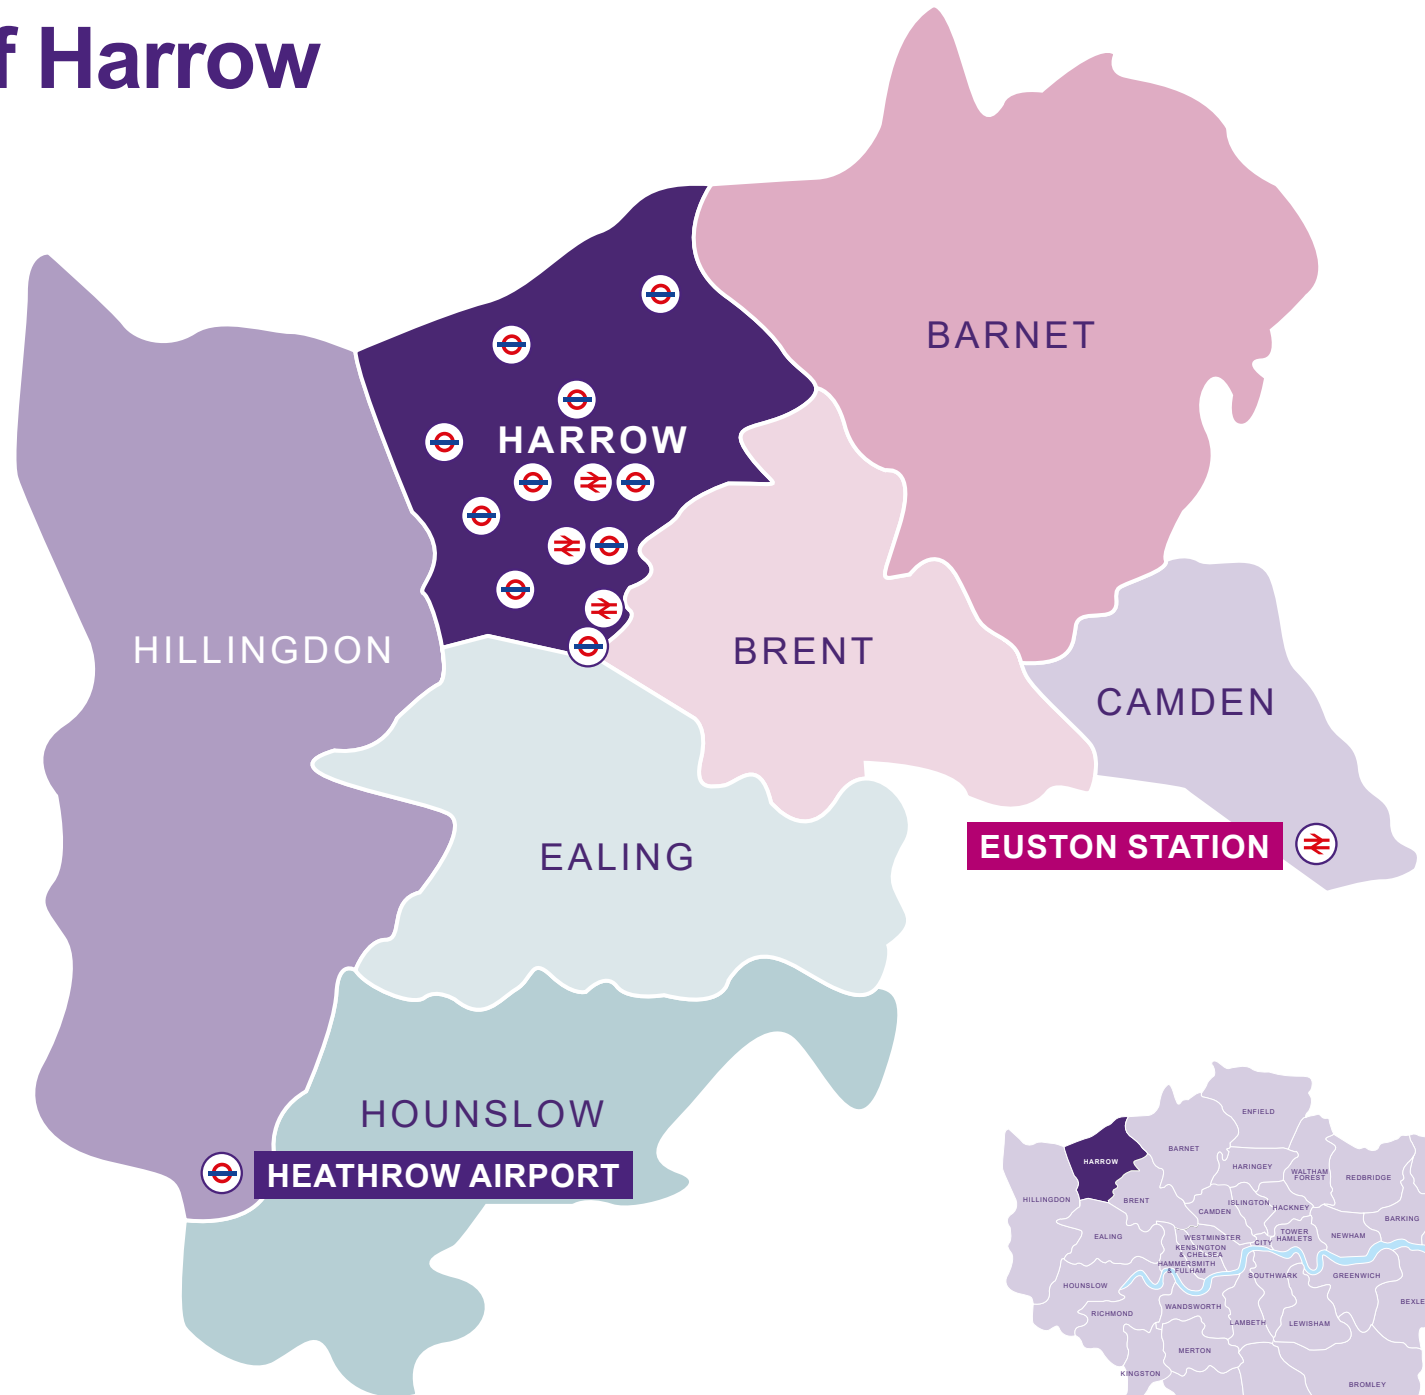 f Harrow
BARNET
HARROW
HILLINGDON
BRENT
CAMDEN
EUSTON STATION
EALING
HOUNSLOW
HEATHROW AIRPORT
ENFIELD
BARNET
HARROW
HARINGEY
WALTHAM
FOREST
REDBRIDGE
HILLINGDON
BRENT
ISLINGTON
CAMDEN
HACKNEY
BARKING
EALING
WESTMINSTER
CITY
TOWER
HAMLETS
NEWHAM
KENSINGTON
& CHELSEA
HAMMERSMITH
& FULHAM
HOUNSLOW
SOUTHWARK
GREENWICH
BEXLE
RICHMOND
WANDSWORTH
LAMBETH
LEWISHAM
MERTON
KINGSTON
BROMLEY